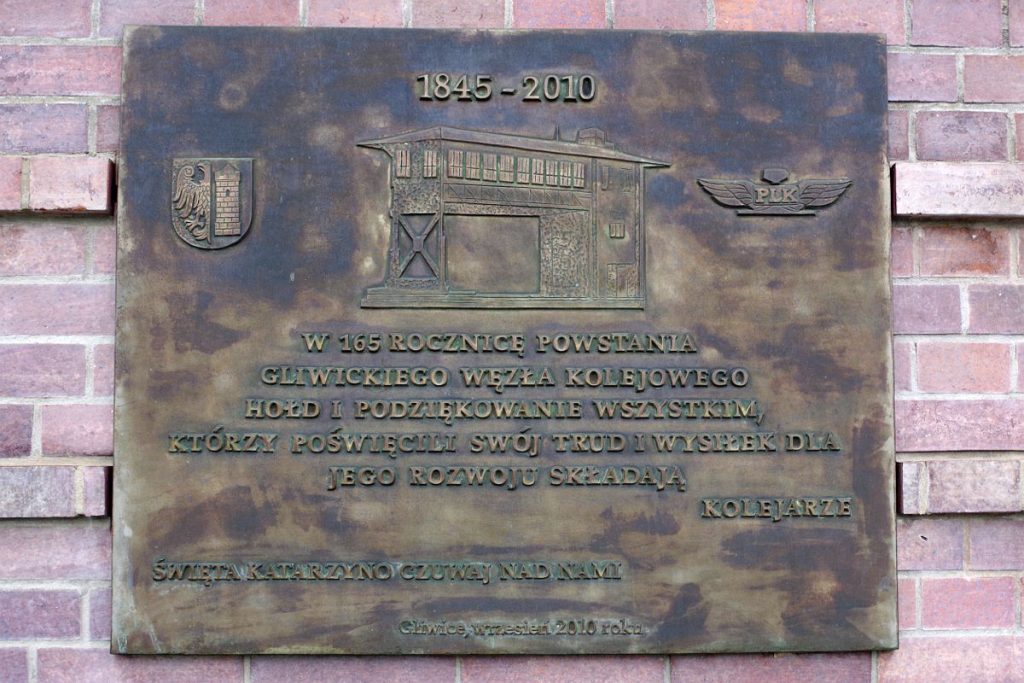 1845 - 2010
PLK
W 165 ROCZNICĘ POWSTANIA
GLIWICKIEGO WĘZŁA KOLEJOWEGO
HOŁD I PODZIĘKOWANIE WSZYSTKIM,
KTÓRZY POŚWIĘCILI SWÓJ TRUD I WYSIŁEK DLA
JEGO ROZWOJU SKŁADAJĄ
KOLEJARZE
ŚWIĘTA KATARZYNO CZUWAJ NAD NAMI
Gliwice, wrzesień 2010 roku